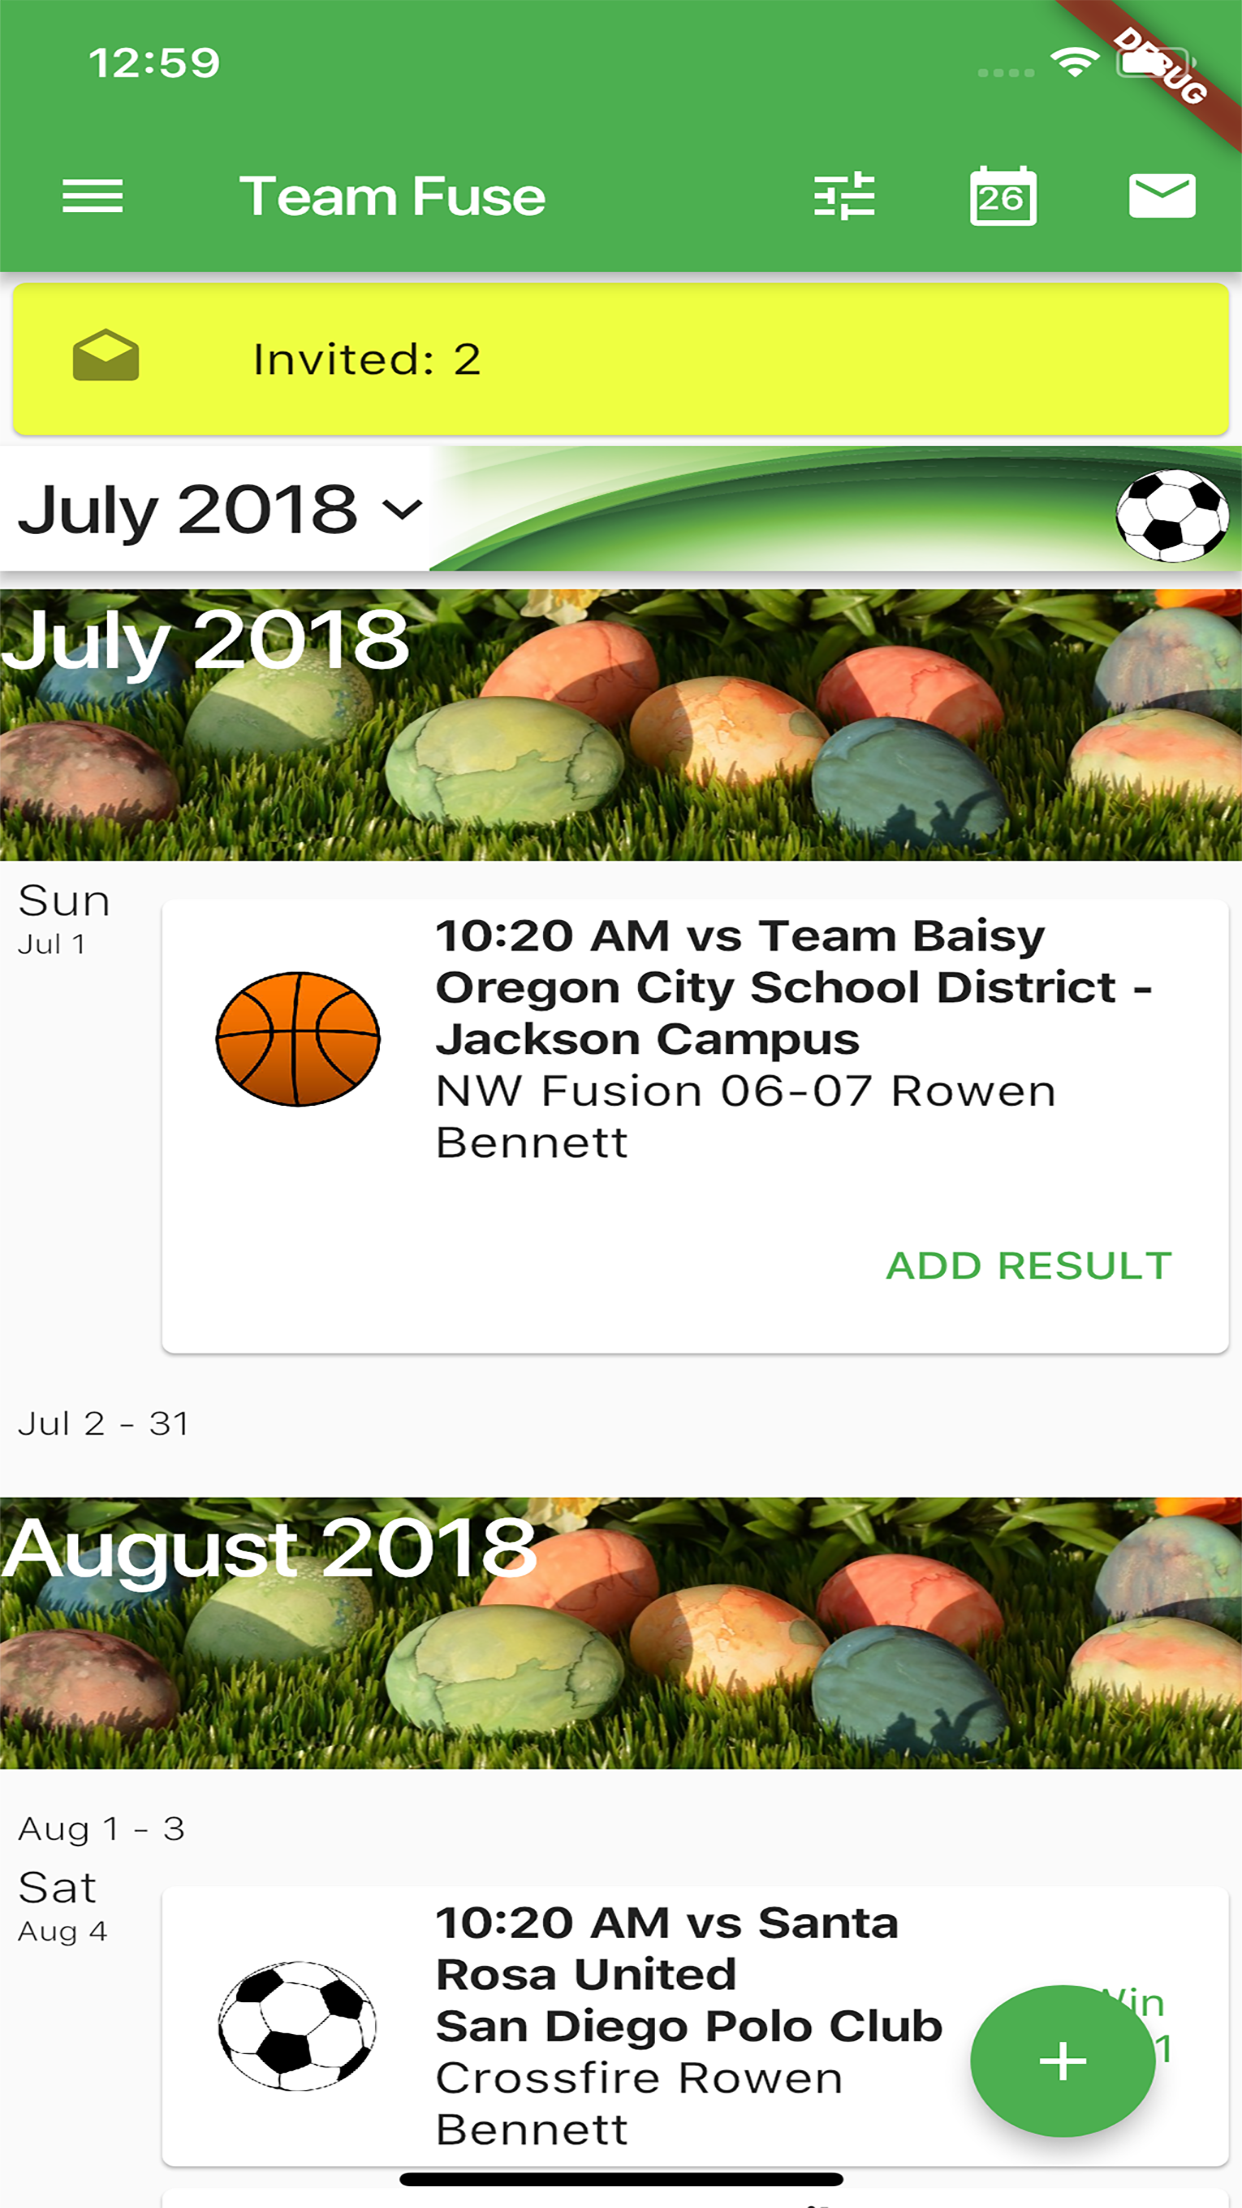 12:59
DEBUG
Team Fuse
26
Invited: 2
July 2018
July 2018
Sun
Jul 1
10:20 AM vs Team Baisy
Oregon City School District -
Jackson Campus
NW Fusion 06-07 Rowen
Bennett
ADD RESULT
Jul 2 - 31
August 2018
Aug 1 - 3
Sat
Aug 4
10:20 AM vs Santa
Rosa United
San Diego Polo Club
Crossfire Rowen
Bennett
Win
1
+